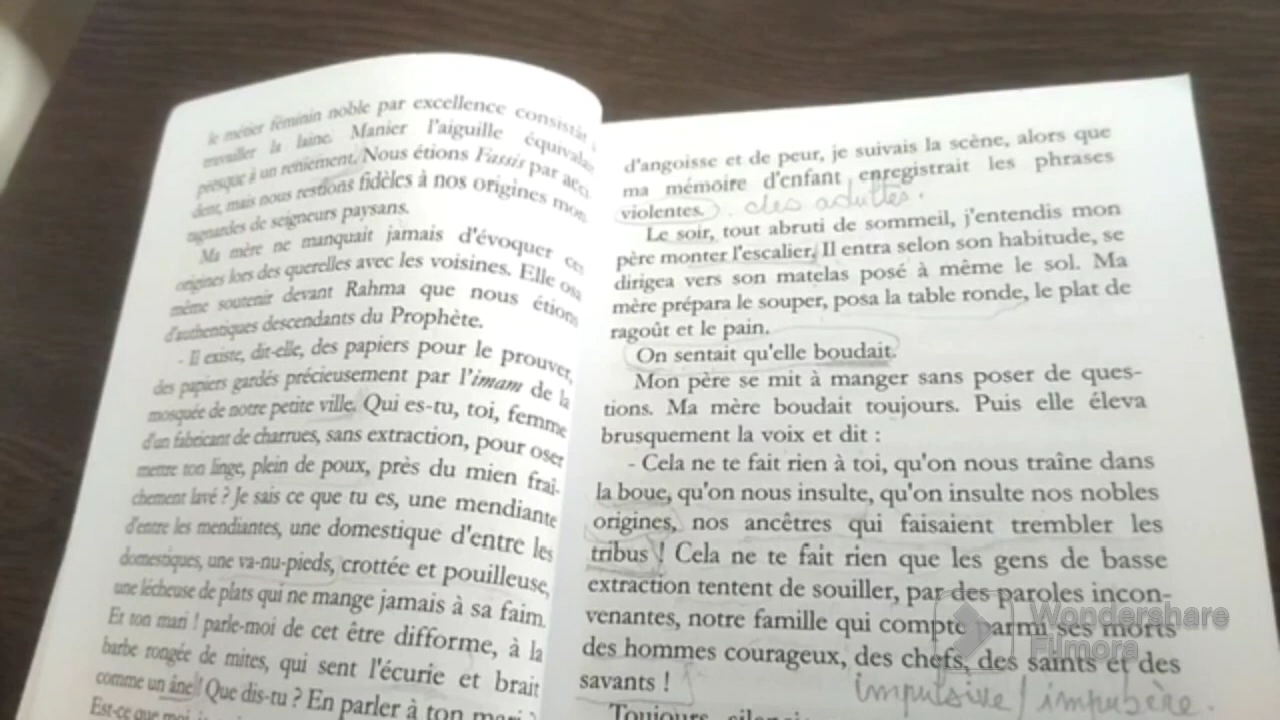 le métier féminin noble par excellence consistât à
travailler la laine. Manier l'aiguille équivalait
presque à un reniement. Nous étions Fassis par acci-
dent, mais nous restions fidèles à nos origines mon-
tagnardes de seigneurs paysans.
Ma mère ne manquait jamais d'évoquer ces
origines lors des querelles avec les voisines. Elle osa
même soutenir devant Rahma que nous étions
d'authentiques descendants du Prophète.
- Il existe, dit-elle, des papiers pour le prouver,
des papiers gardés précieusement par l'imam de la
mosquée de notre petite ville. Qui es-tu, toi, femme
d'un fabricant de charrues, sans extraction, pour oser
mettre ton linge, plein de poux, près du mien fraî-
chement lavé ? Je sais ce que tu es, une mendiante
d'entre les mendiantes, une domestique d'entre les
domestiques, une va-nu-pieds, crottée et pouilleuse,
une lécheuse de plats qui ne mange jamais à sa faim.
Et ton mari ! parle-moi de cet être difforme, à la
barbe rongée de mites, qui sent l'écurie et brait
comme un âne ! Que dis-tu ? En parler à ton mari ?
Est-ce que moi
d'angoisse et de peur, je suivais la scène, alors que
ma mémoire d'enfant enregistrait les phrases
violentes. des adultes.
Le soir, tout abruti de sommeil, j'entendis mon
père monter l'escalier. Il entra selon son habitude, se
dirigea vers son matelas posé à même le sol. Ma
mère prépara le souper, posa la table ronde, le plat de
ragoût et le pain.
On sentait qu'elle boudait.
Mon père se mit à manger sans poser de ques-
tions. Ma mère boudait toujours. Puis elle éleva
brusquement la voix et dit :
- Cela ne te fait rien à toi, qu'on nous traîne dans
la boue, qu'on nous insulte, qu'on insulte nos nobles
origines, nos ancêtres qui faisaient trembler les
tribus ! Cela ne te fait rien que les gens de basse
extraction tentent de souiller, par des paroles incon-
venantes, notre famille qui compte parmi ses morts
des hommes courageux, des chefs, des saints et des
savants !
impulsive / impubère.
Toujours
Wondershare
Filmora